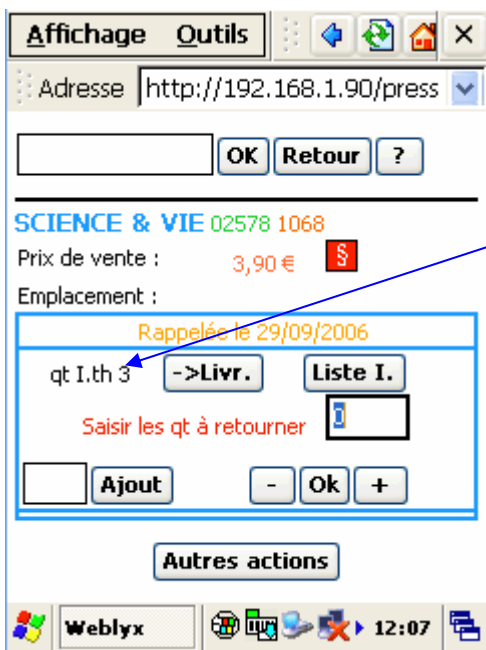 Affichage Outils
Adresse http://192.168.1.90/press
OK Retour ?
SCIENCE & VIE 02578 1068
Prix de vente : 3,90 € §
Emplacement :
Rappelée le 29/09/2006
qt I.th 3 ->Livr. Liste I.
Saisir les qt à retourner 0
Ajout - Ok +
Autres actions
Weblyx 12:07